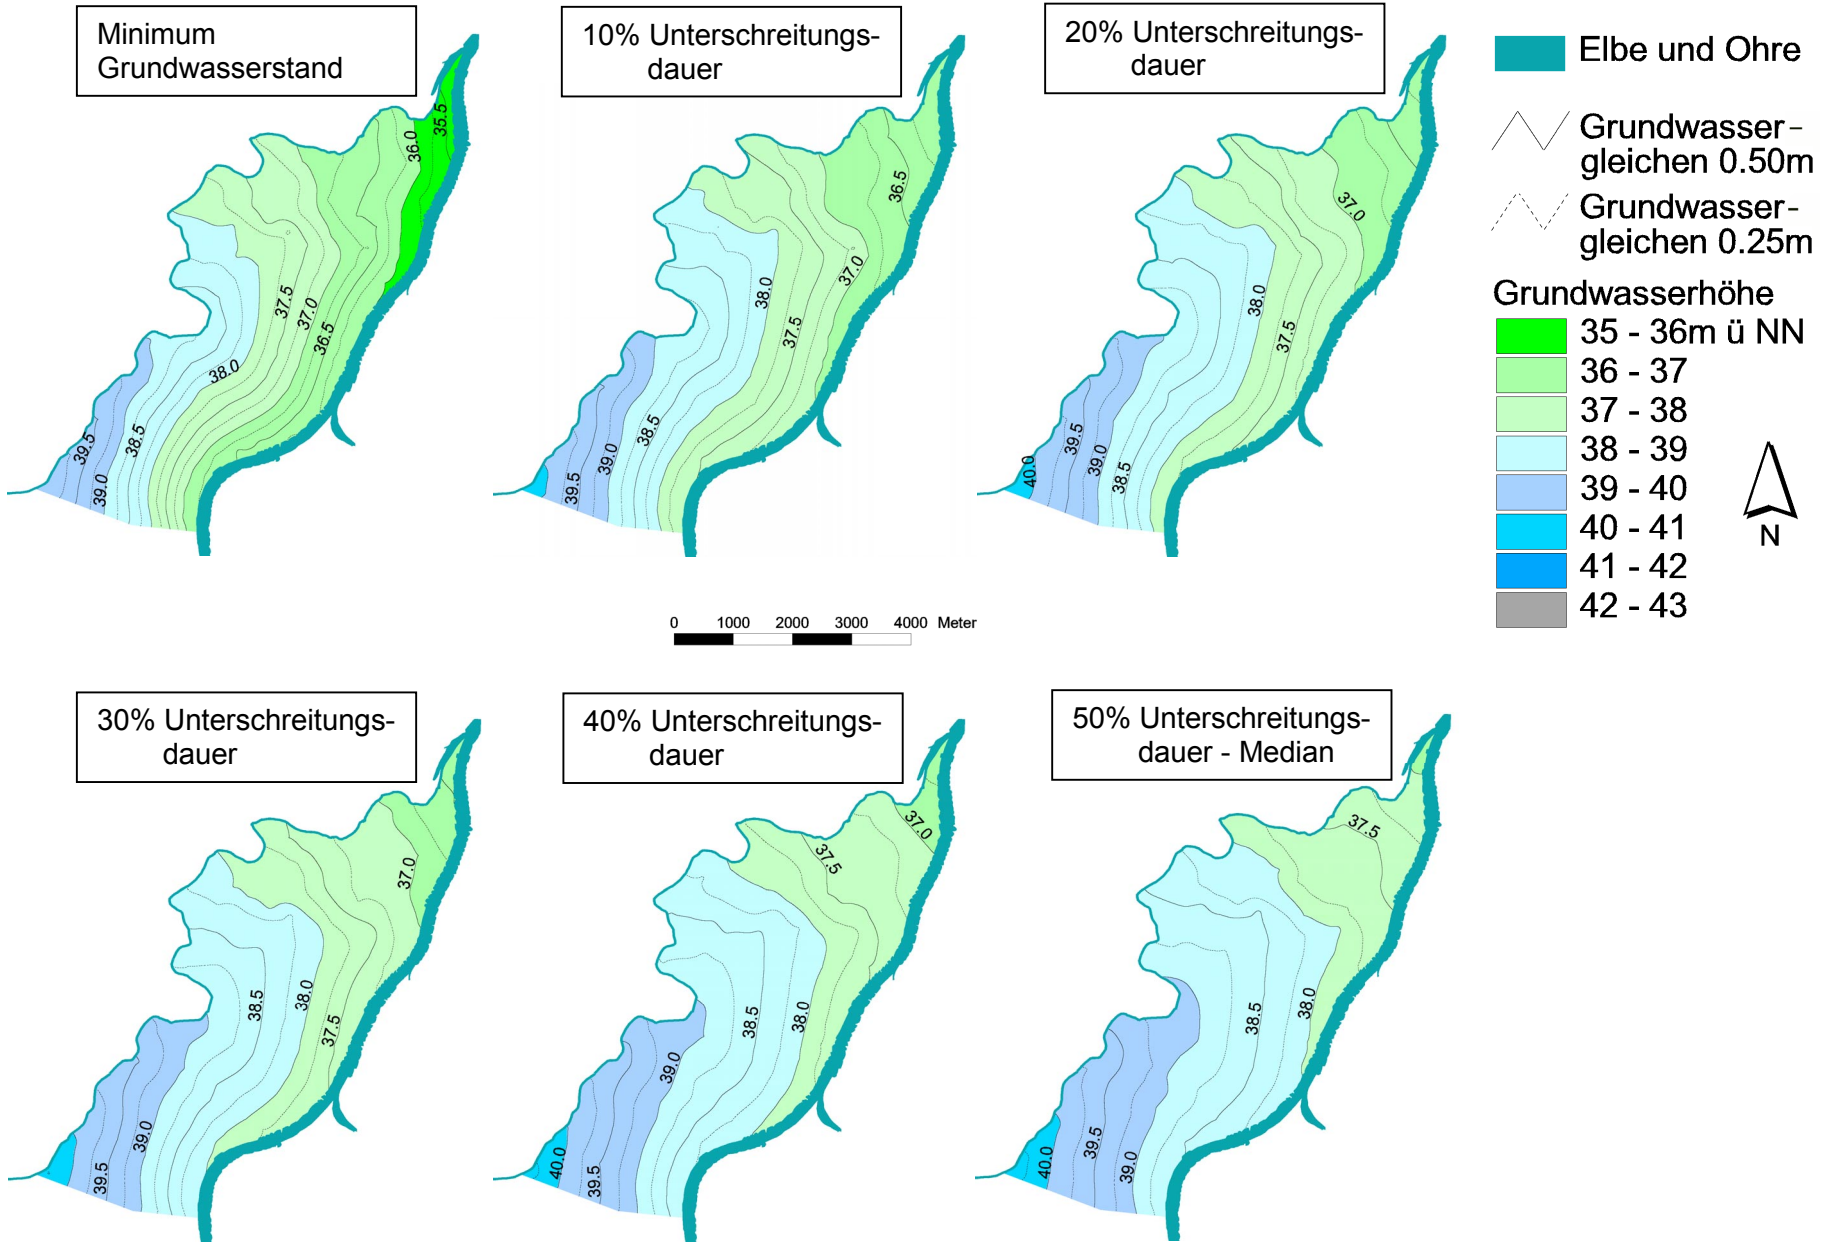 Minimum
Grundwasserstand
10% Unterschreitungs-
dauer
20% Unterschreitungs-
dauer
Elbe und Ohre
Grundwasser-
gleichen 0.50m
Grundwasser-
gleichen 0.25m
Grundwasserhöhe
35 - 36m ü NN
36 - 37
37 - 38
38 - 39
39 - 40
40 - 41
41 - 42
42 - 43
N
35.5
36.0
37.5
37.0
36.5
38.0
38.5
39.5
39.0
36.5
37.0
38.0
37.5
38.5
39.0
39.5
37.0
38.0
37.5
39.5
39.0
38.5
40.0
0 1000 2000 3000 4000 Meter
30% Unterschreitungs-
dauer
40% Unterschreitungs-
dauer
50% Unterschreitungs-
dauer - Median
37.0
38.5
38.0
37.5
39.0
39.5
37.0
37.5
38.5
38.0
39.0
40.0
39.5
37.5
38.5
38.0
39.5
40.0
39.0